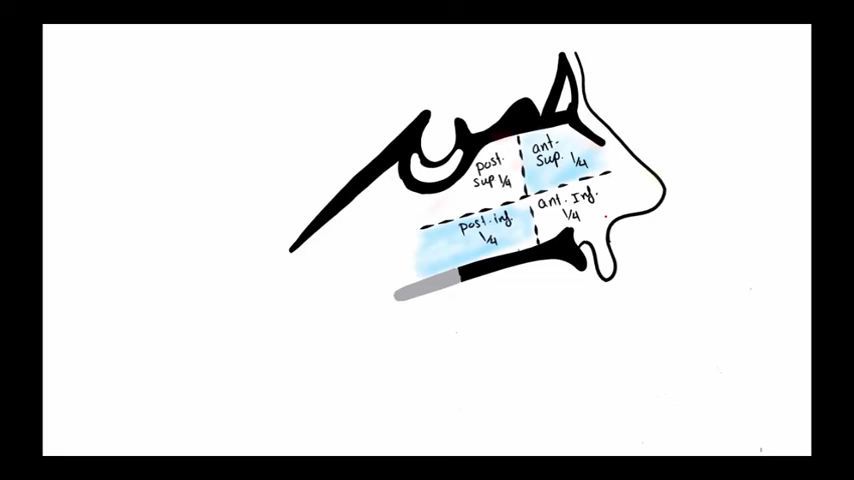 post.
sup 1/4
ant-
sup. 1/4
post. inf.
1/4
ant. Inf.
1/4